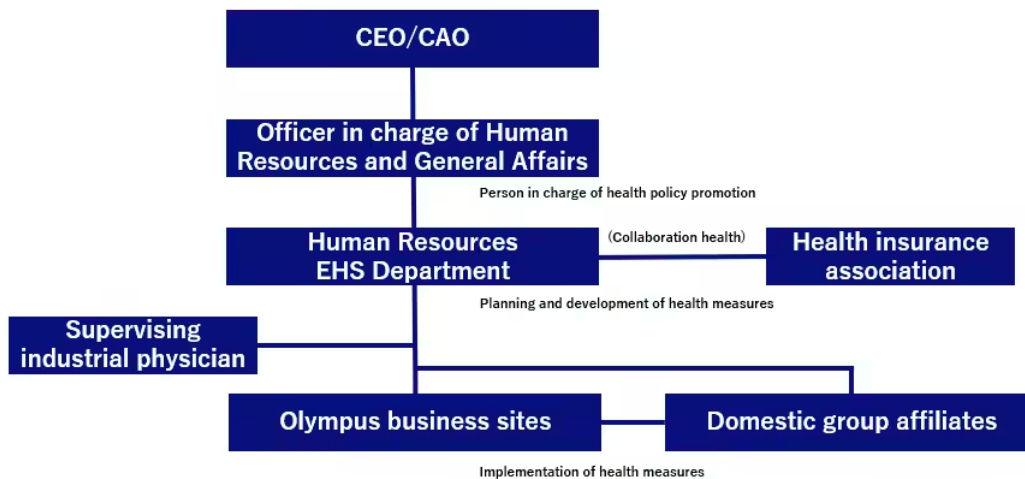 CEO/CAO
Officer in charge of Human
Resources and General Affairs
Person in charge of health policy promotion
Human Resources
EHS Department
(Collaboration health)
Health insurance
association
Planning and development of health measures
Supervising
industrial physician
Olympus business sites
Domestic group affiliates
Implementation of health measures